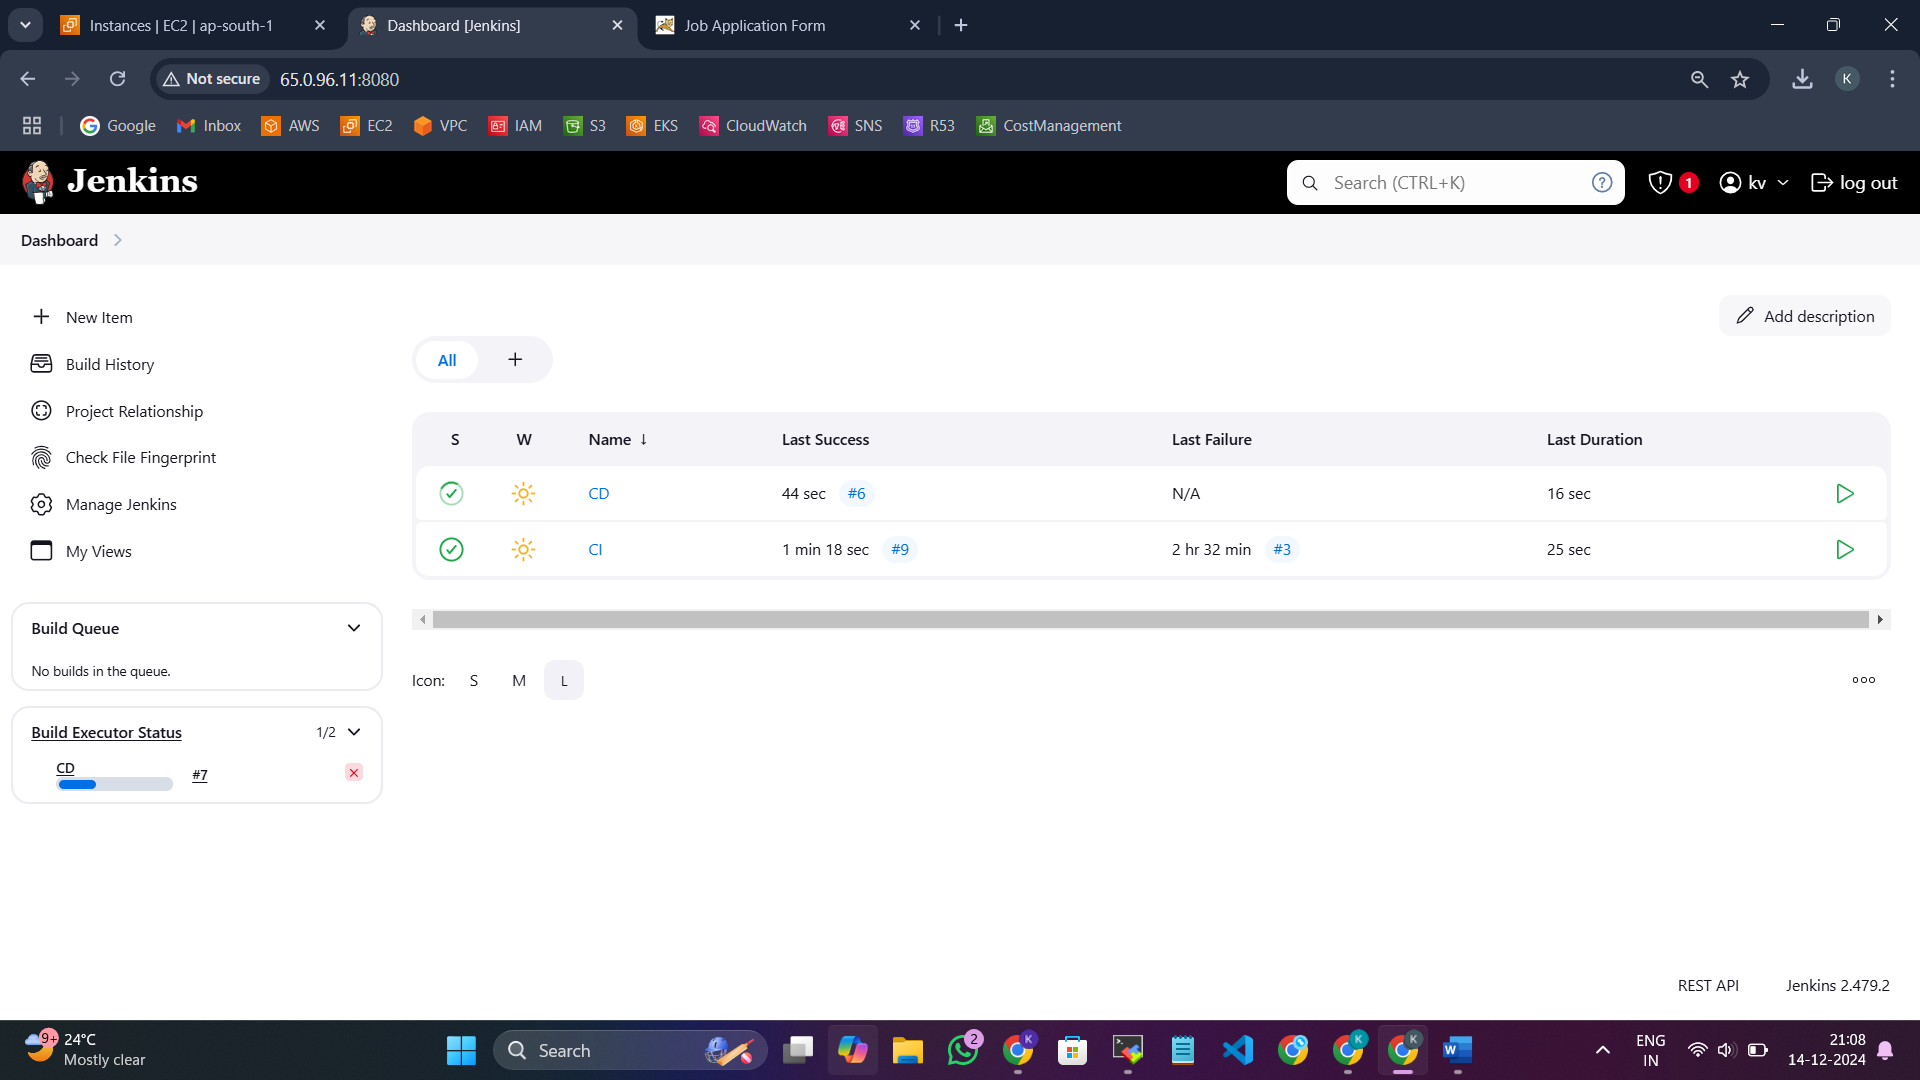 Instances | EC2 | ap-south-1
Dashboard [Jenkins]
Job Application Form
Not secure
65.0.96.11:8080
K
Google
Inbox
AWS
EC2
VPC
IAM
S3
EKS
CloudWatch
SNS
R53
CostManagement
Jenkins
Search (CTRL+K)
?
1
kv
log out
Dashboard
New Item
Build History
Project Relationship
Check File Fingerprint
Manage Jenkins
My Views
Add description
All
S W Name ↓ Last Success Last Failure Last Duration
CD 44 sec #6 N/A 16 sec
CI 1 min 18 sec #9 2 hr 32 min #3 25 sec
Build Queue
No builds in the queue.
Icon: S M L
Build Executor Status 1/2
CD
#7
REST API
Jenkins 2.479.2
9+
24°C
Mostly clear
Search
2
K
K
K
W
ENG
IN
21:08
14-12-2024